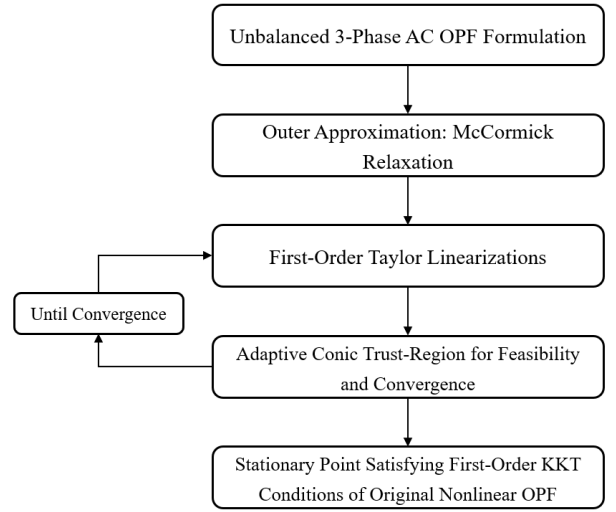 Unbalanced 3-Phase AC OPF Formulation
Outer Approximation: McCormick
Relaxation
First-Order Taylor Linearizations
Until Convergence
Adaptive Conic Trust-Region for Feasibility
and Convergence
Stationary Point Satisfying First-Order KKT
Conditions of Original Nonlinear OPF